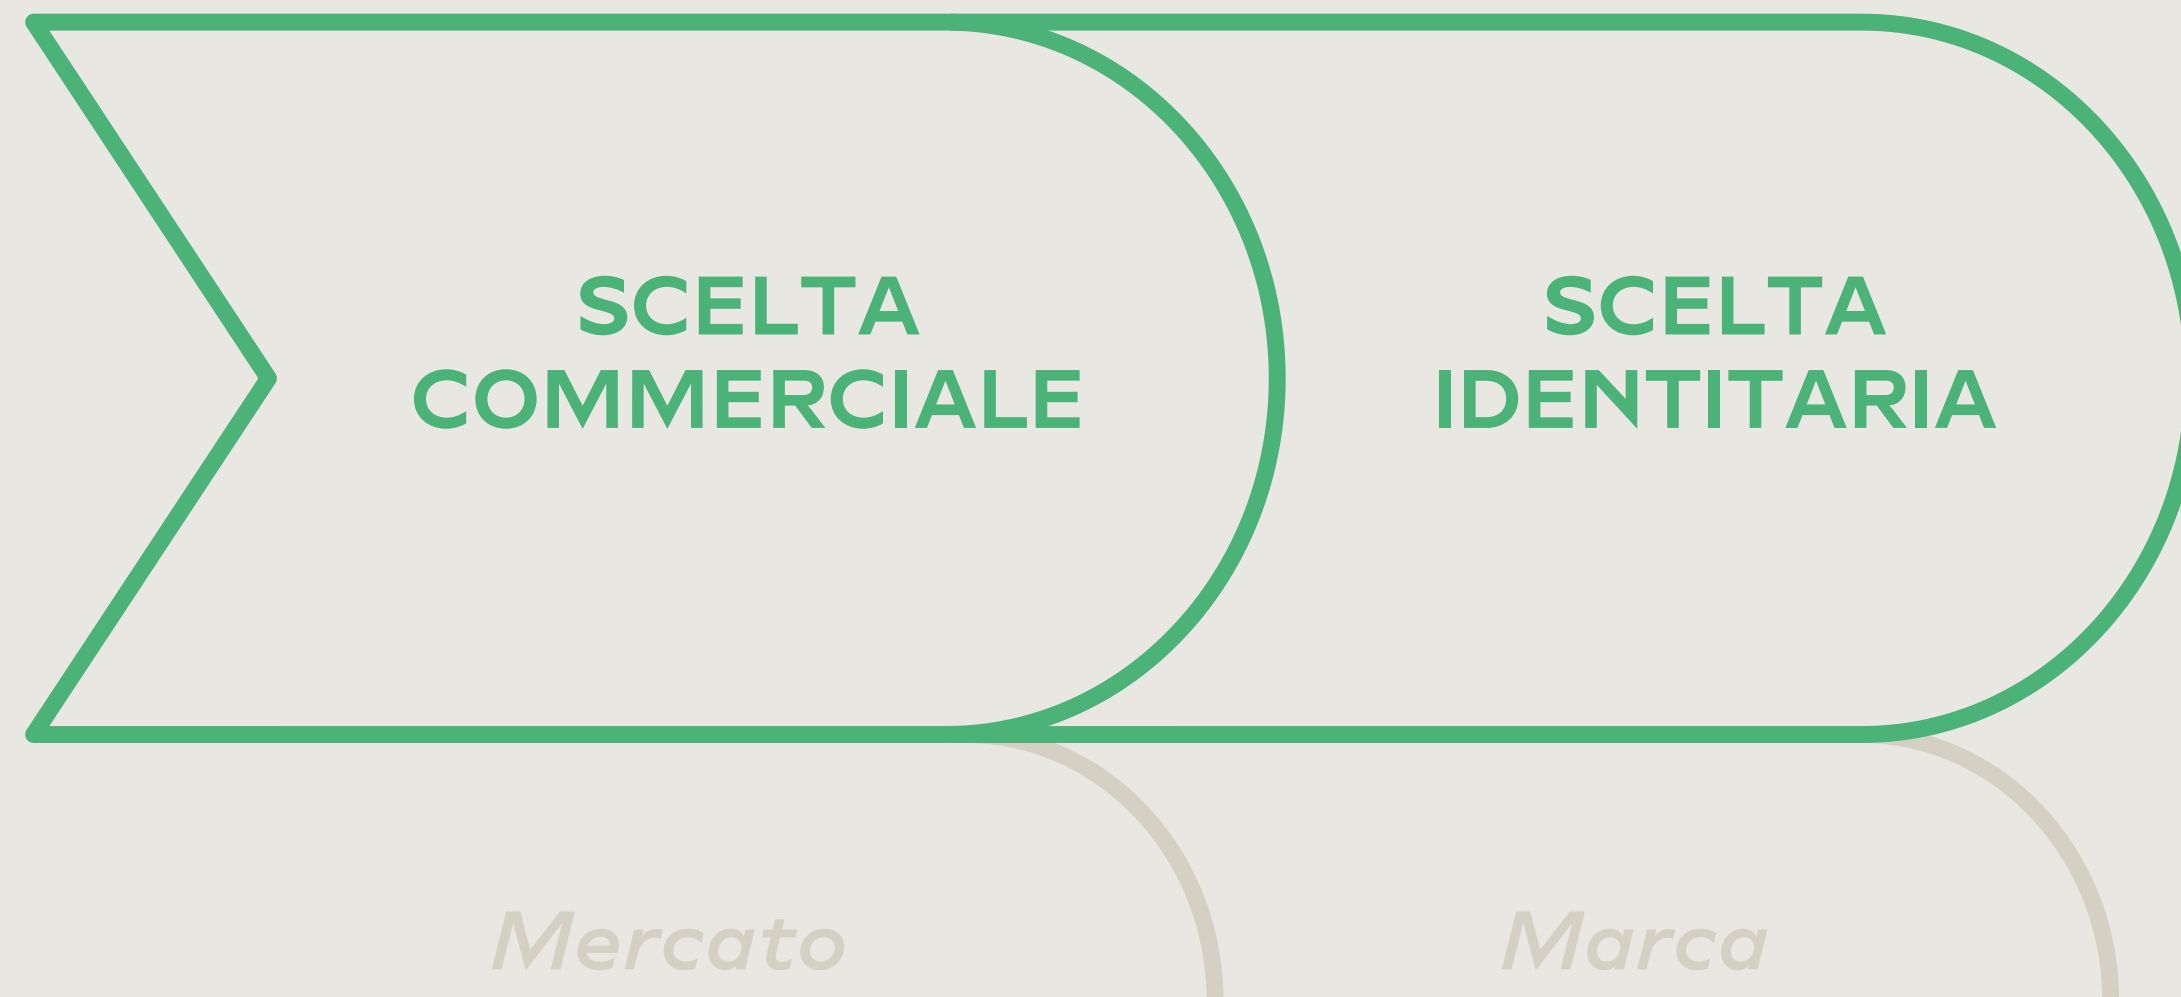 SCELTA
COMMERCIALE
SCELTA
IDENTITARIA
Mercato
Marca